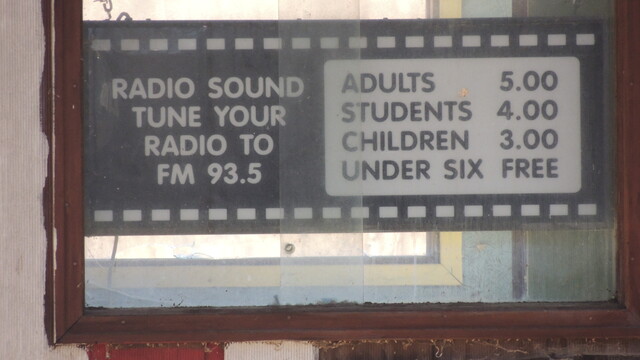 RADIO SOUND
TUNE YOUR
RADIO TO
FM 93.5
ADULTS 5.00
STUDENTS 4.00
CHILDREN 3.00
UNDER SIX FREE